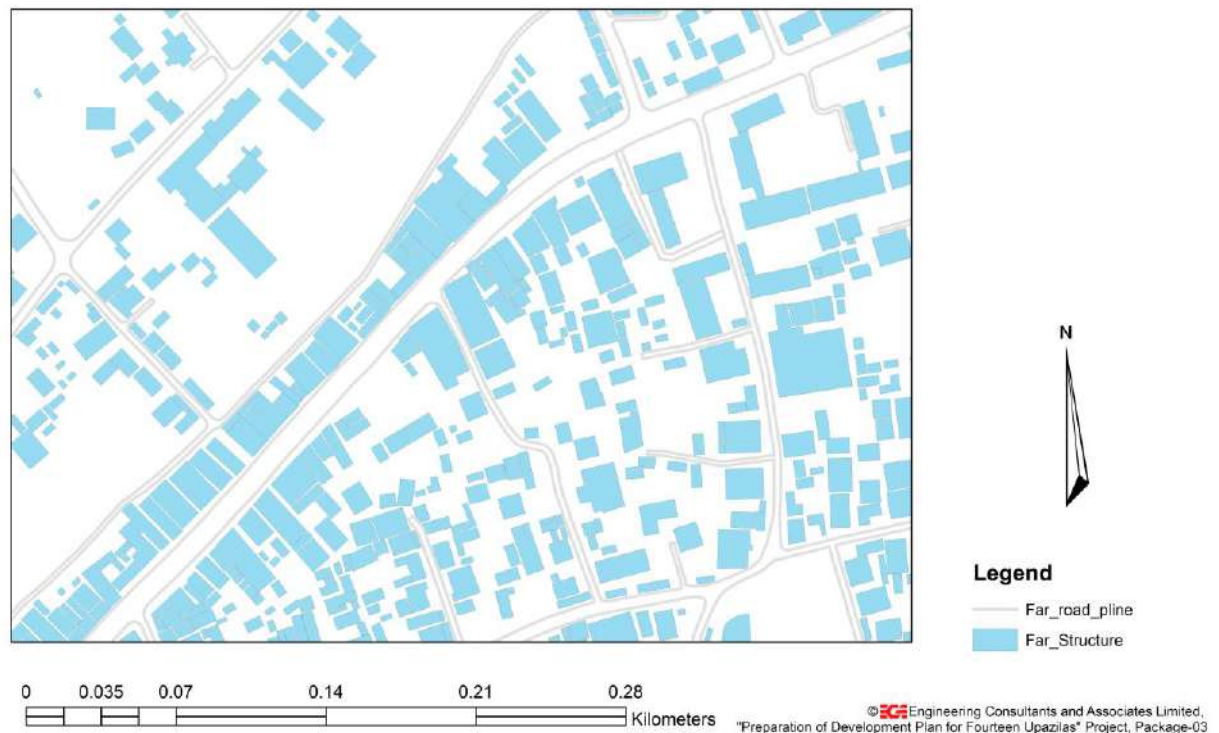 N
Legend
Far_road_pline
Far_Structure
0 0.035 0.07 0.14 0.21 0.28
Kilometers
© Engineering Consultants and Associates Limited,
"Preparation of Development Plan for Fourteen Upazilas" Project, Package-03